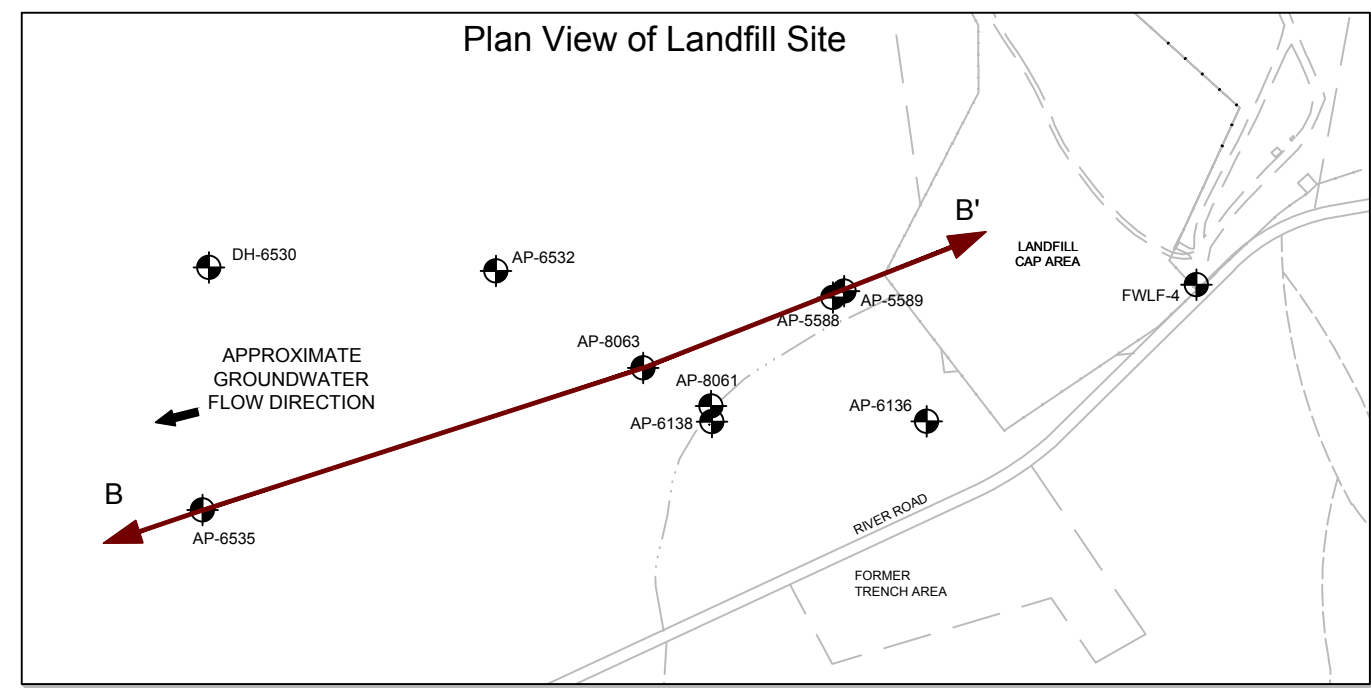 Plan View of Landfill Site
B'
LANDFILL
CAP AREA
DH-6530
AP-6532
FWLF-4
AP-5589
AP-5588
AP-8063
APPROXIMATE
GROUNDWATER
FLOW DIRECTION
AP-8061
AP-6138
AP-6136
B
AP-6535
RIVER ROAD
FORMER
TRENCH AREA